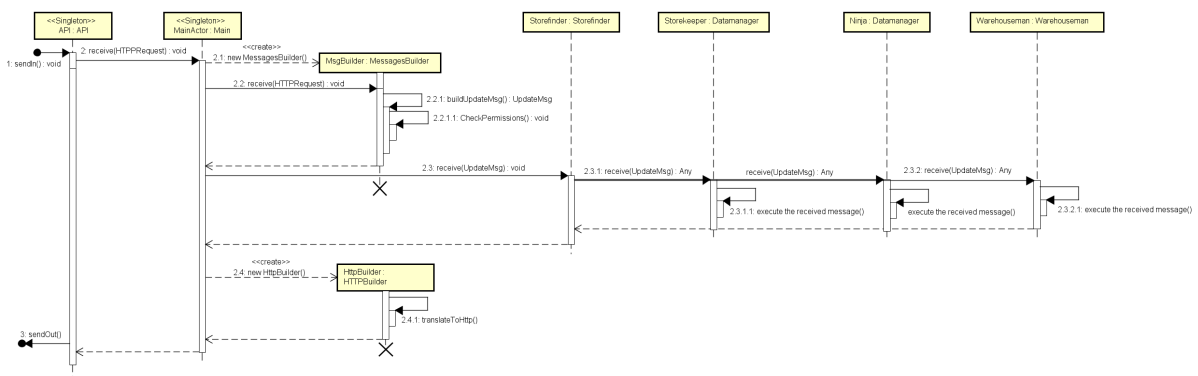 <<Singleton>>
API : API
<<Singleton>>
MainActor : Main
Storefinder : Storefinder
Storekeeper : Datamanager
Ninja : Datamanager
Warehouseman : Warehouseman
1: sendIn() : void
2: receive(HTPPRequest) : void
<<create>>
2.1: new MessagesBuilder()
MsgBuilder : MessagesBuilder
2.2: receive(HTTPRequest) : void
2.2.1: buildUpdateMsg() : UpdateMsg
2.2.1.1: CheckPermissions() : void
2.3: receive(UpdateMsg) : void
2.3.1: receive(UpdateMsg) : Any
receive(UpdateMsg) : Any
2.3.2: receive(UpdateMsg) : Any
2.3.1.1: execute the received message()
execute the received message()
2.3.2.1: execute the received message()
<<create>>
2.4: new HttpBuilder()
HttpBuilder :
HTTPBuilder
2.4.1: translateToHttp()
3: sendOut()